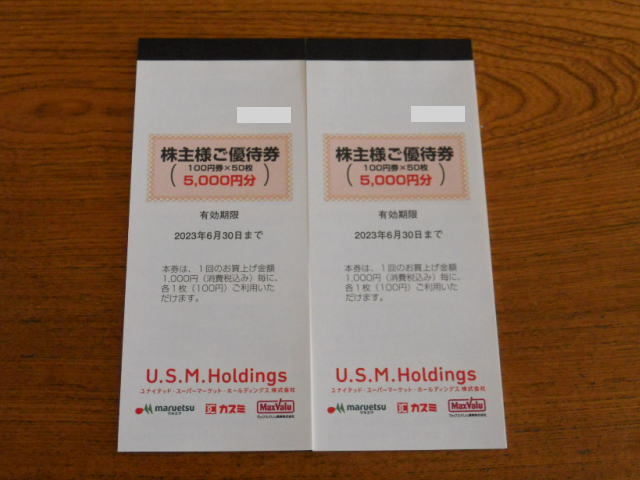 株主様ご優待券
(100円券×50枚
5,000円分)
有効期限
2023年6月30日まで
本券は、1回のお買上げ金額
1,000円(消費税込み)毎に、
各1枚(100円)ご利用いた
だけます。
U.S.M.Holdings
ユナイテッド・スーパーマーケット・ホールディングス株式会社
maruetsu
マルエツ
カスミ
MaxValu
株主様ご優待券
(100円券×50枚
5,000円分)
有効期限
2023年6月30日まで
本券は、1回のお買上げ金額
1,000円(消費税込み)毎に、
各1枚(100円)ご利用いた
だけます。
U.S.M.Holdings
ユナイテッド・スーパーマーケット・ホールディングス株式会社
maruetsu
マルエツ
カスミ
MaxValu